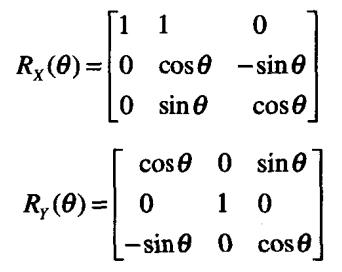 1 1 0
R_X(θ) = 0 cosθ −sinθ
0 sinθ cosθ
cosθ 0 sinθ
R_Y(θ) = 0 1 0
−sinθ 0 cosθ